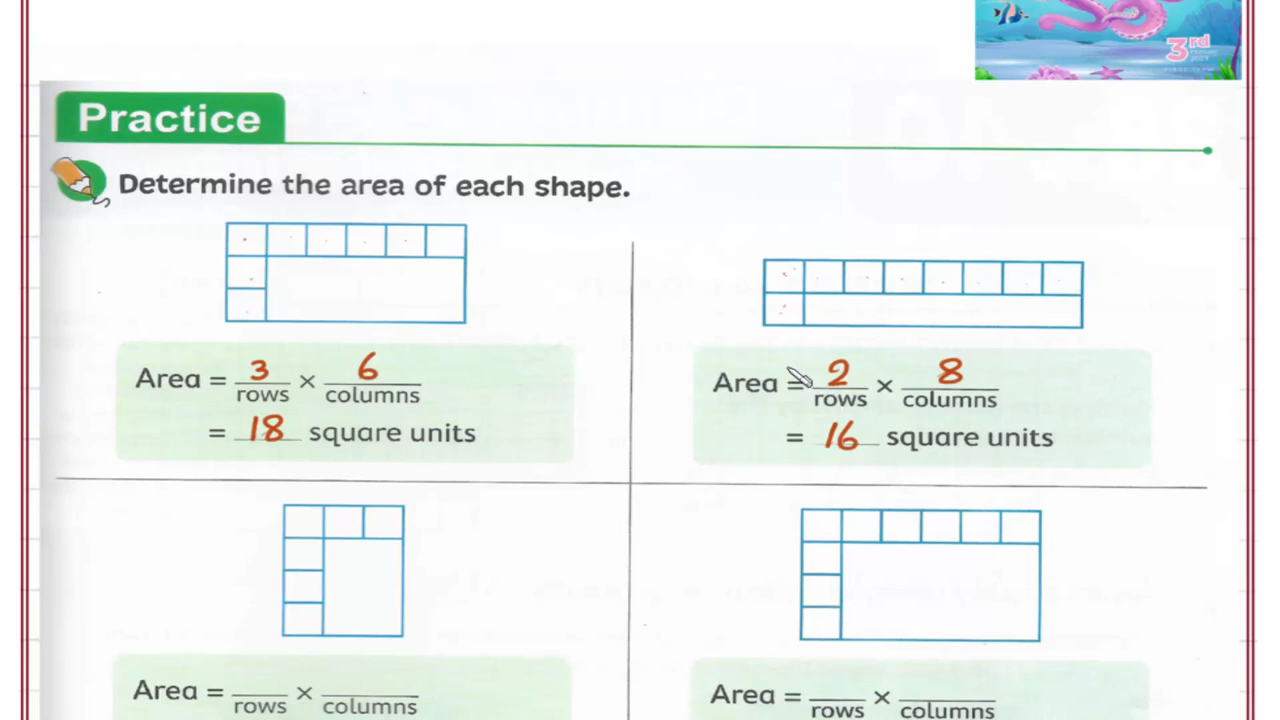 3rd
Practice
Determine the area of each shape.
Area = 3 rows × 6 columns
= 18 square units
Area = 2 rows × 8 columns
= 16 square units
Area = rows × columns
Area = rows × columns